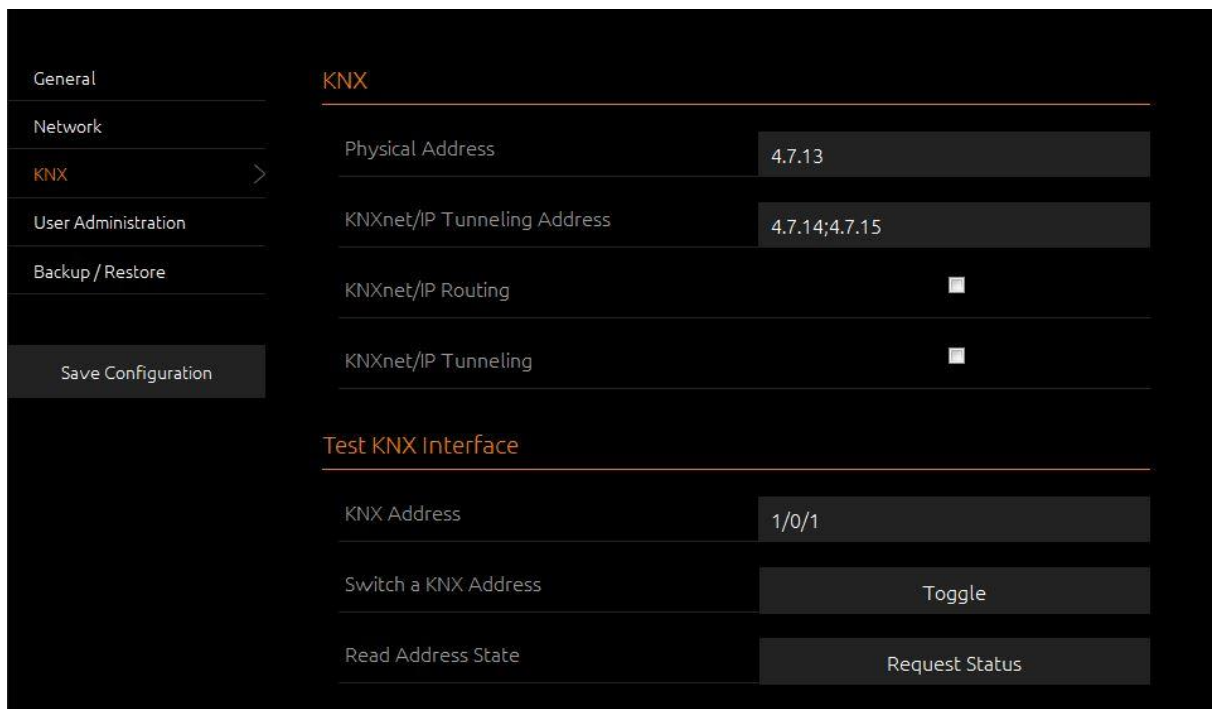 General
Network
KNX
User Administration
Backup / Restore
Save Configuration
KNX
Physical Address 4.7.13
KNXnet/IP Tunneling Address 4.7.14;4.7.15
KNXnet/IP Routing
KNXnet/IP Tunneling
Test KNX Interface
KNX Address 1/0/1
Switch a KNX Address Toggle
Read Address State Request Status